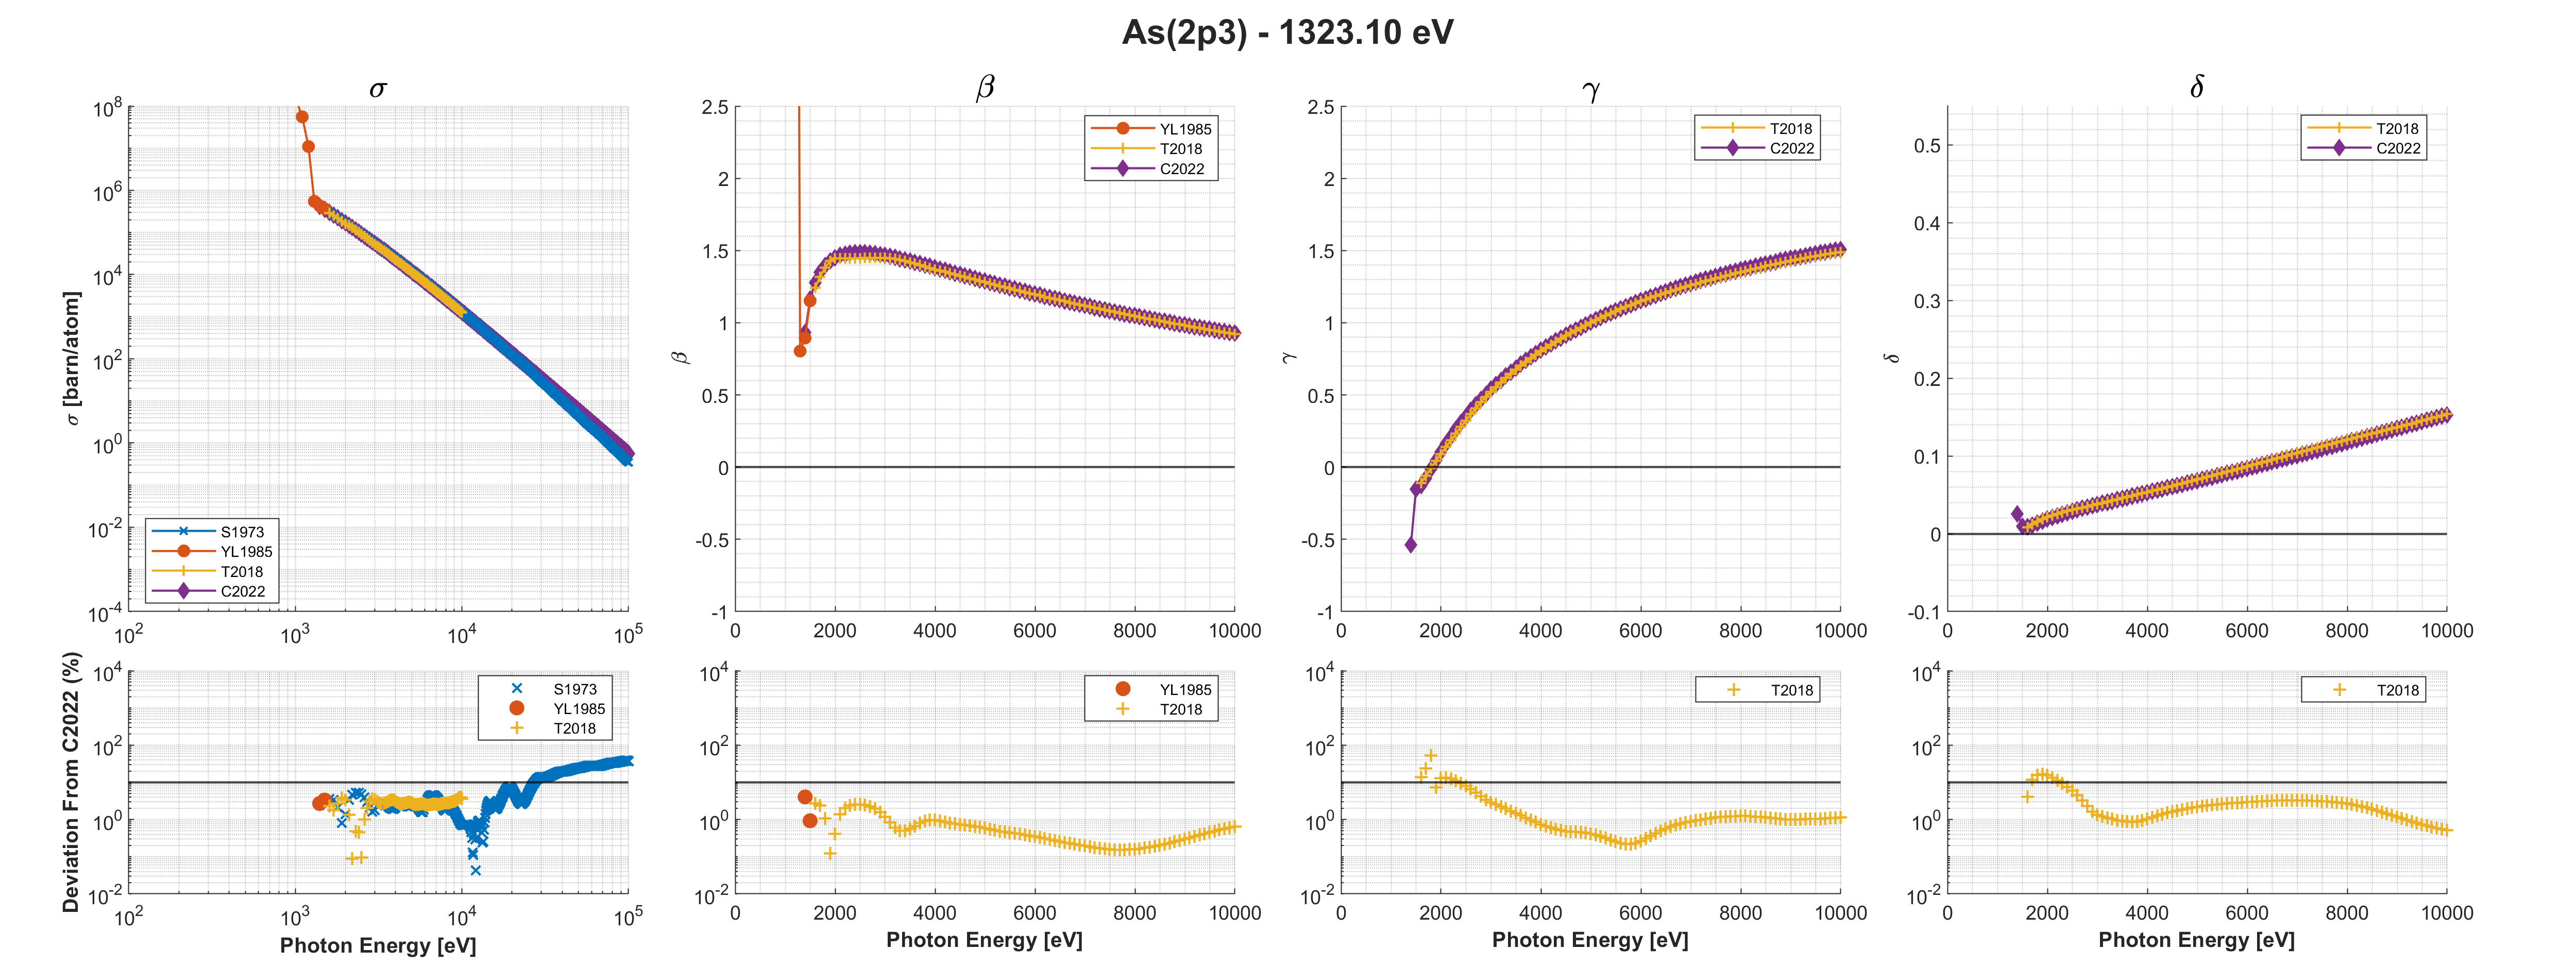 As(2p3) - 1323.10 eV
σ
10^8
10^6
10^4
10^2
10^0
10^-2
10^-4
σ [barn/atom]
10^2 10^3 10^4 10^5
S1973
YL1985
T2018
C2022
β
2.5
2
1.5
1
0.5
0
-0.5
-1
β
0 2000 4000 6000 8000 10000
YL1985
T2018
C2022
γ
2.5
2
1.5
1
0.5
0
-0.5
-1
γ
0 2000 4000 6000 8000 10000
T2018
C2022
δ
0.5
0.4
0.3
0.2
0.1
0
-0.1
δ
0 2000 4000 6000 8000 10000
T2018
C2022
Deviation From C2022 (%)
10^4
10^2
10^0
10^-2
10^2 10^3 10^4 10^5
Photon Energy [eV]
S1973
YL1985
T2018
10^4
10^2
10^0
10^-2
0 2000 4000 6000 8000 10000
Photon Energy [eV]
YL1985
T2018
10^4
10^2
10^0
10^-2
0 2000 4000 6000 8000 10000
Photon Energy [eV]
T2018
10^4
10^2
10^0
10^-2
0 2000 4000 6000 8000 10000
Photon Energy [eV]
T2018